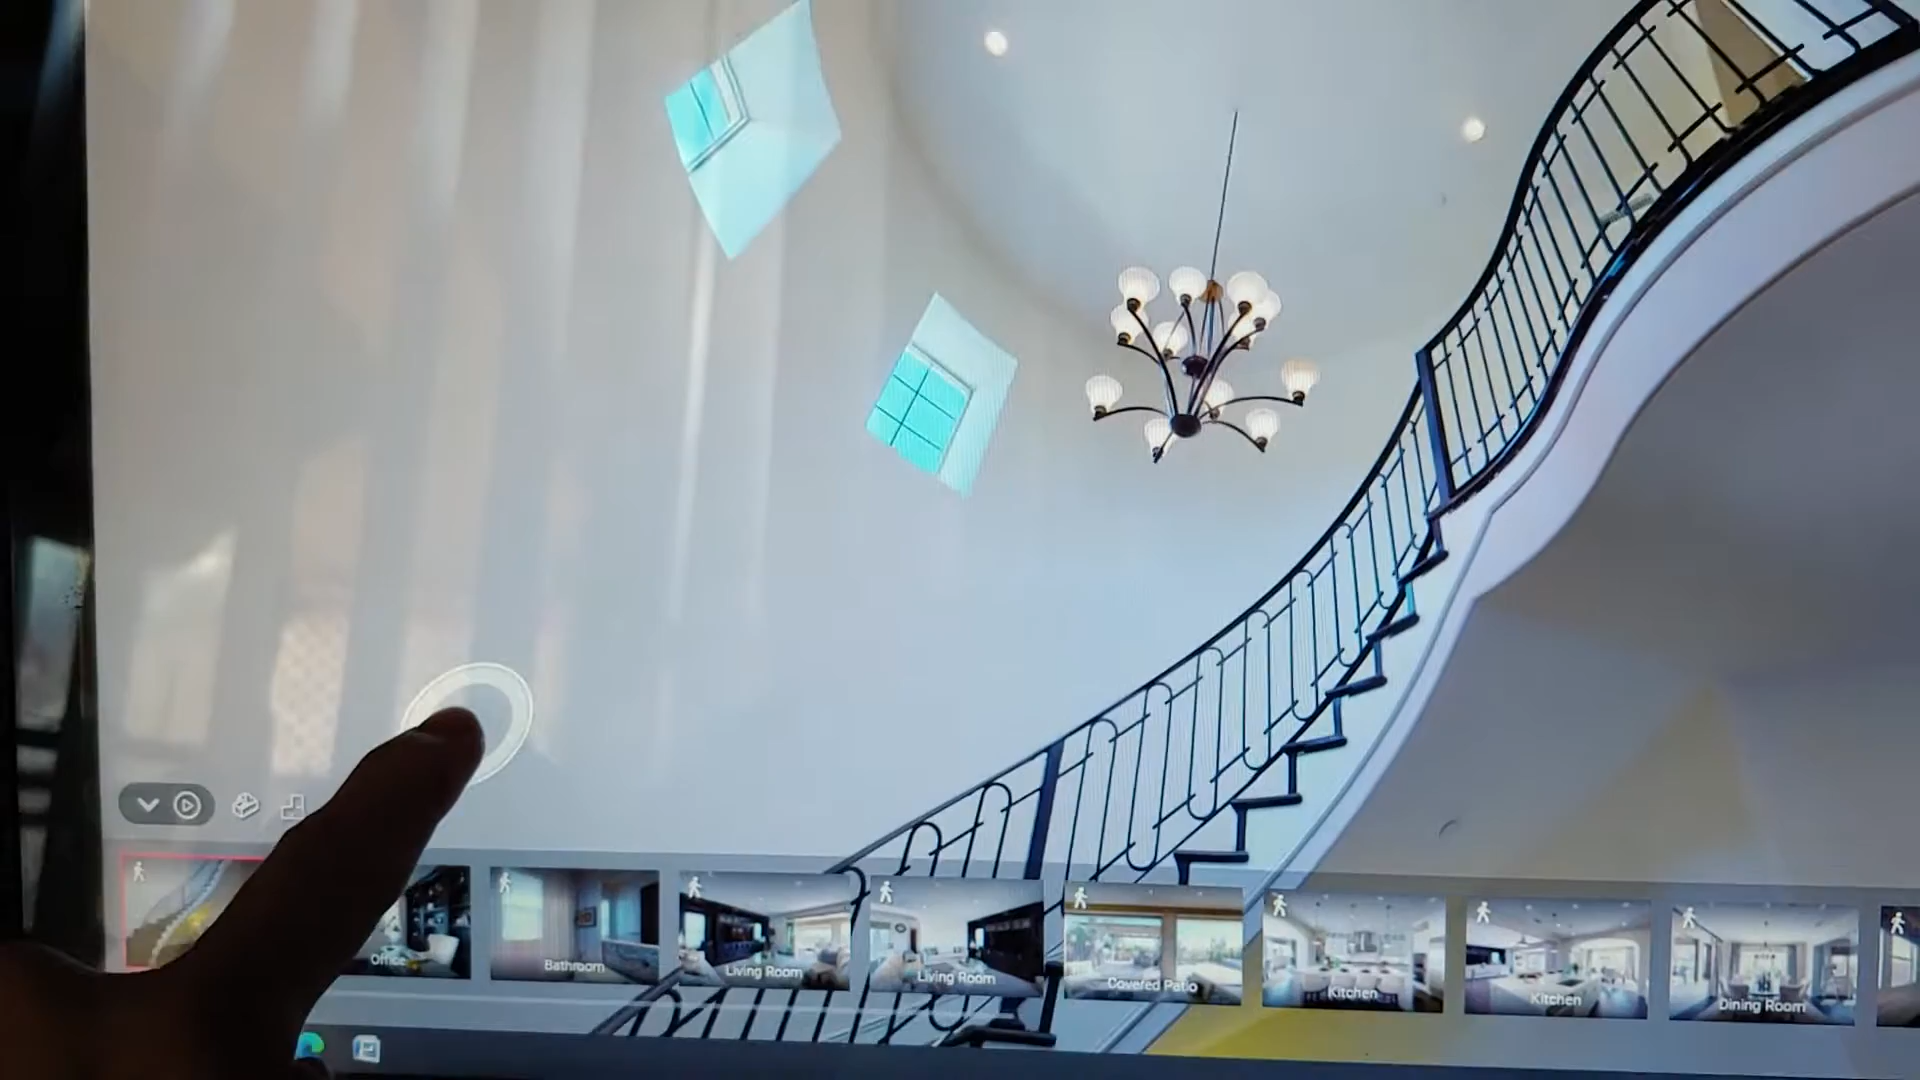 Office
Bathroom
Living Room
Living Room
Covered Patio
Kitchen
Kitchen
Dining Room